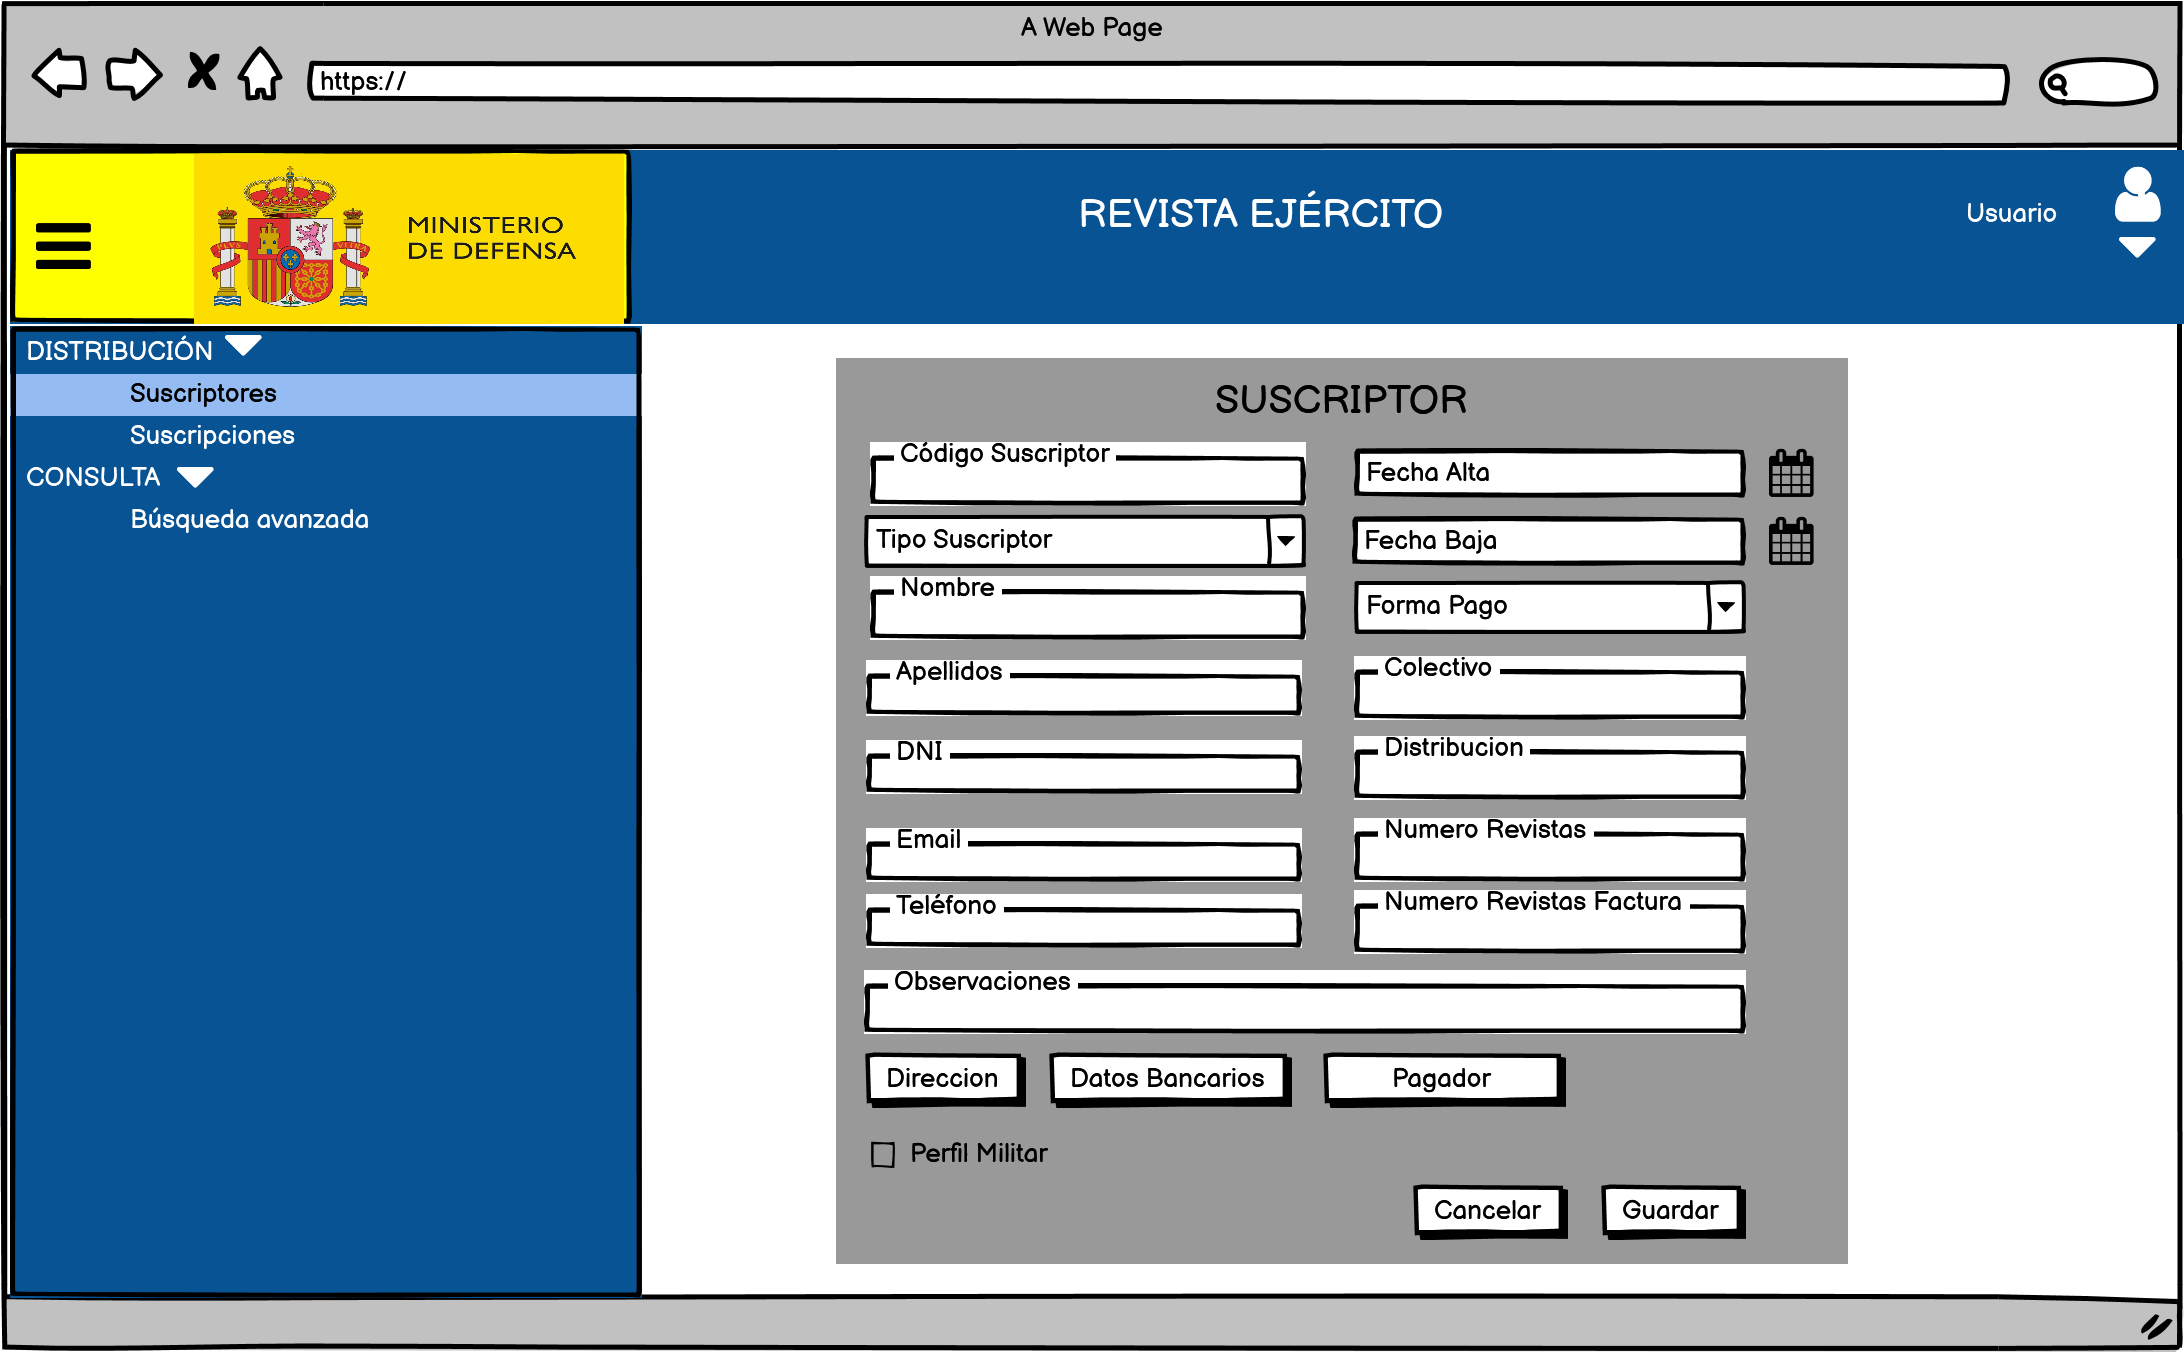 A Web Page
https://
MINISTERIO
DE DEFENSA
REVISTA EJÉRCITO
Usuario
DISTRIBUCIÓN
Suscriptores
Suscripciones
CONSULTA
Búsqueda avanzada
SUSCRIPTOR
Código Suscriptor
Fecha Alta
Tipo Suscriptor
Fecha Baja
Nombre
Forma Pago
Apellidos
Colectivo
DNI
Distribucion
Email
Numero Revistas
Teléfono
Numero Revistas Factura
Observaciones
Direccion
Datos Bancarios
Pagador
Perfil Militar
Cancelar
Guardar